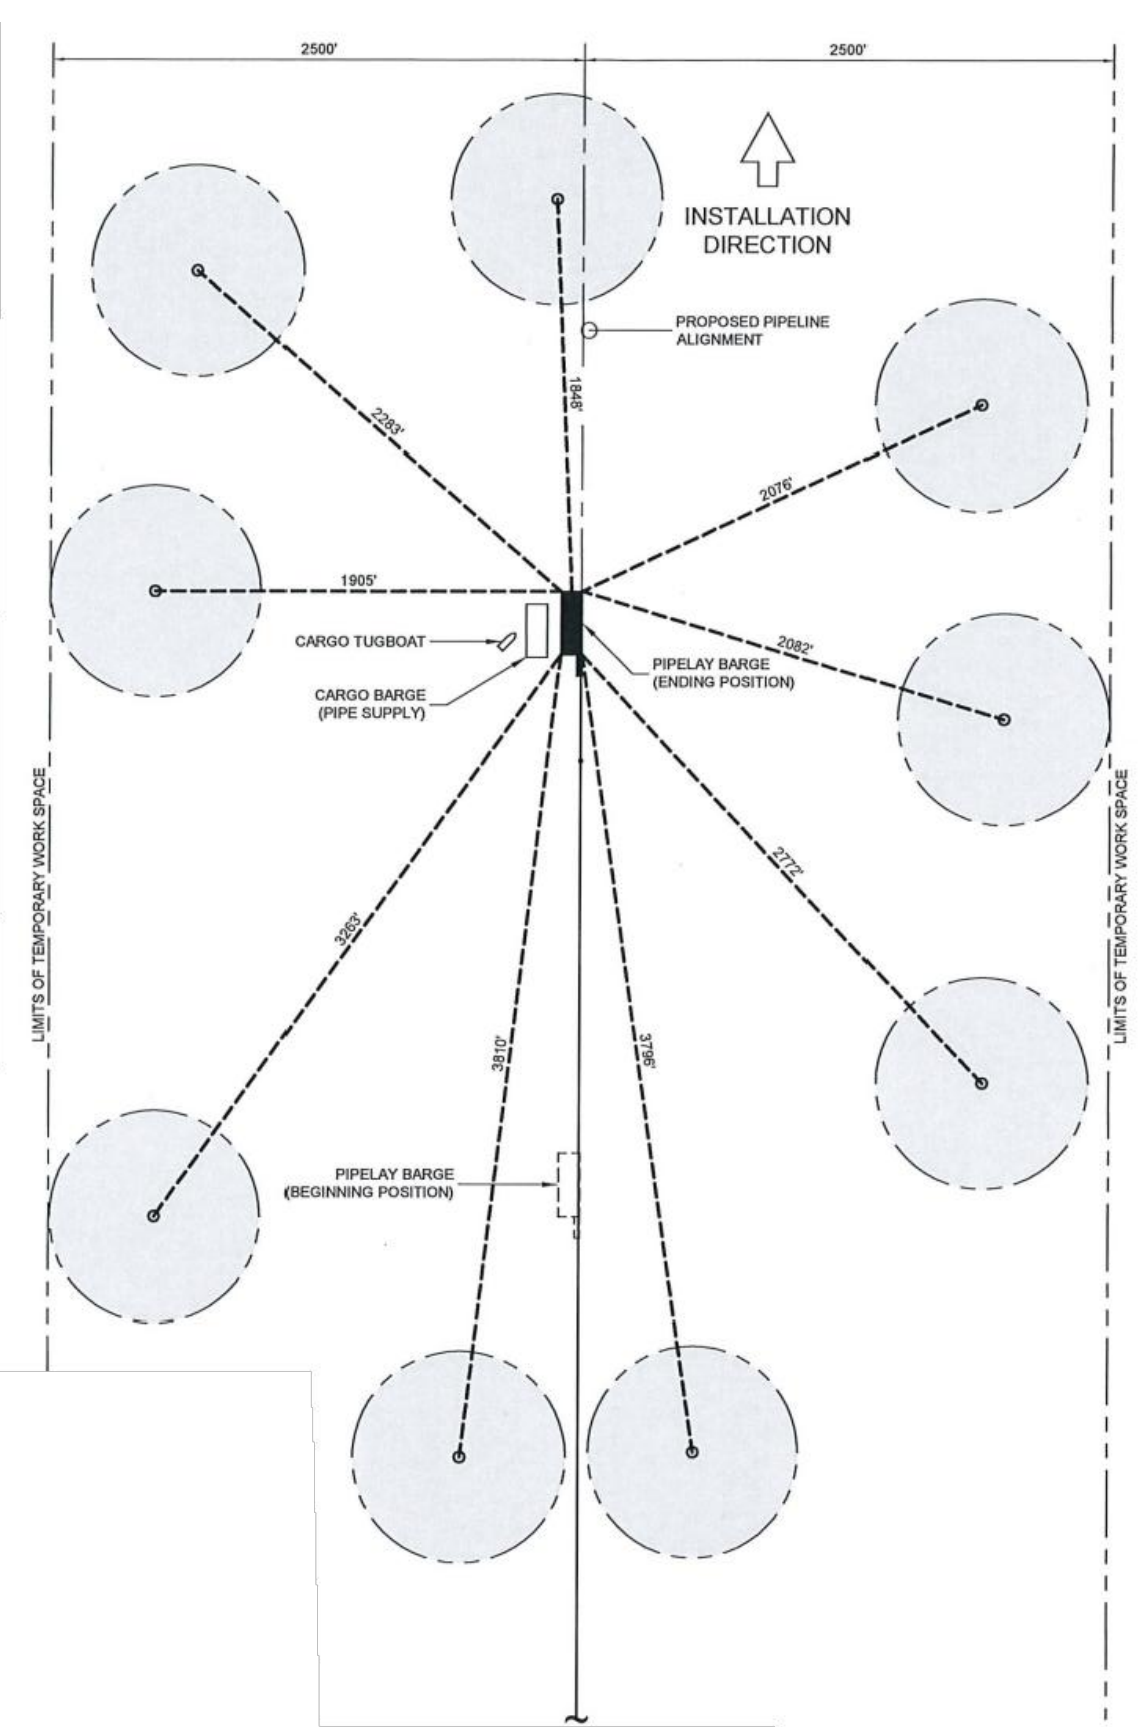 2500'
2500'
INSTALLATION
DIRECTION
PROPOSED PIPELINE
ALIGNMENT
1848'
2283'
2076'
1905'
2082'
CARGO TUGBOAT
PIPELAY BARGE
(ENDING POSITION)
CARGO BARGE
(PIPE SUPPLY)
LIMITS OF TEMPORARY WORK SPACE
LIMITS OF TEMPORARY WORK SPACE
2772'
3263'
3810'
3796'
PIPELAY BARGE
(BEGINNING POSITION)